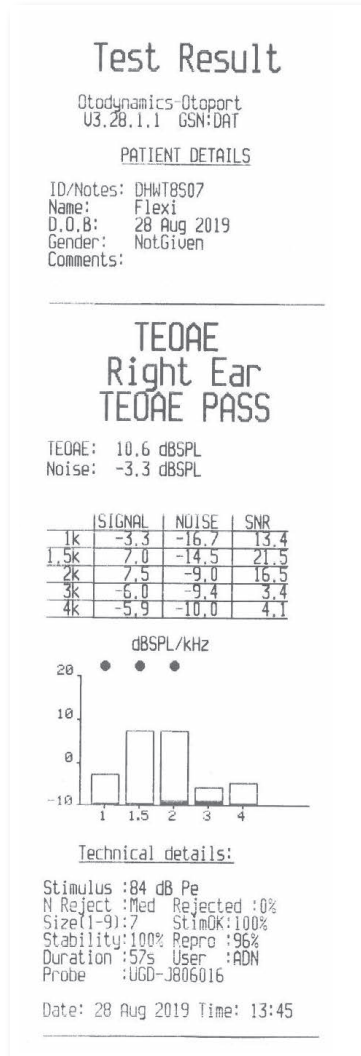 Test Result
Otodynamics-Otoport
V3.28.1.1 GSN:DAT
PATIENT DETAILS
ID/Notes: DHWT8S07
Name: Flexi
D.O.B: 28 Aug 2019
Gender: NotGiven
Comments:
TEOAE
Right Ear
TEOAE PASS
TEOAE: 10.6 dBSPL
Noise: -3.3 dBSPL
SIGNAL NOISE SNR
1k -3.3 -16.7 13.4
1.5k 7.0 -14.5 21.5
2k 7.5 -9.0 16.5
3k -6.0 -9.4 3.4
4k -5.9 -10.0 4.1
dBSPL/kHz
20
10
0
-10
1 1.5 2 3 4
Technical details:
Stimulus :84 dB Pe
N Reject :Med Rejected :0%
Size(1-9):7 StimOK:100%
Stability:100% Repro :96%
Duration :57s User :ADN
Probe :UGD-J806016
Date: 28 Aug 2019 Time: 13:45